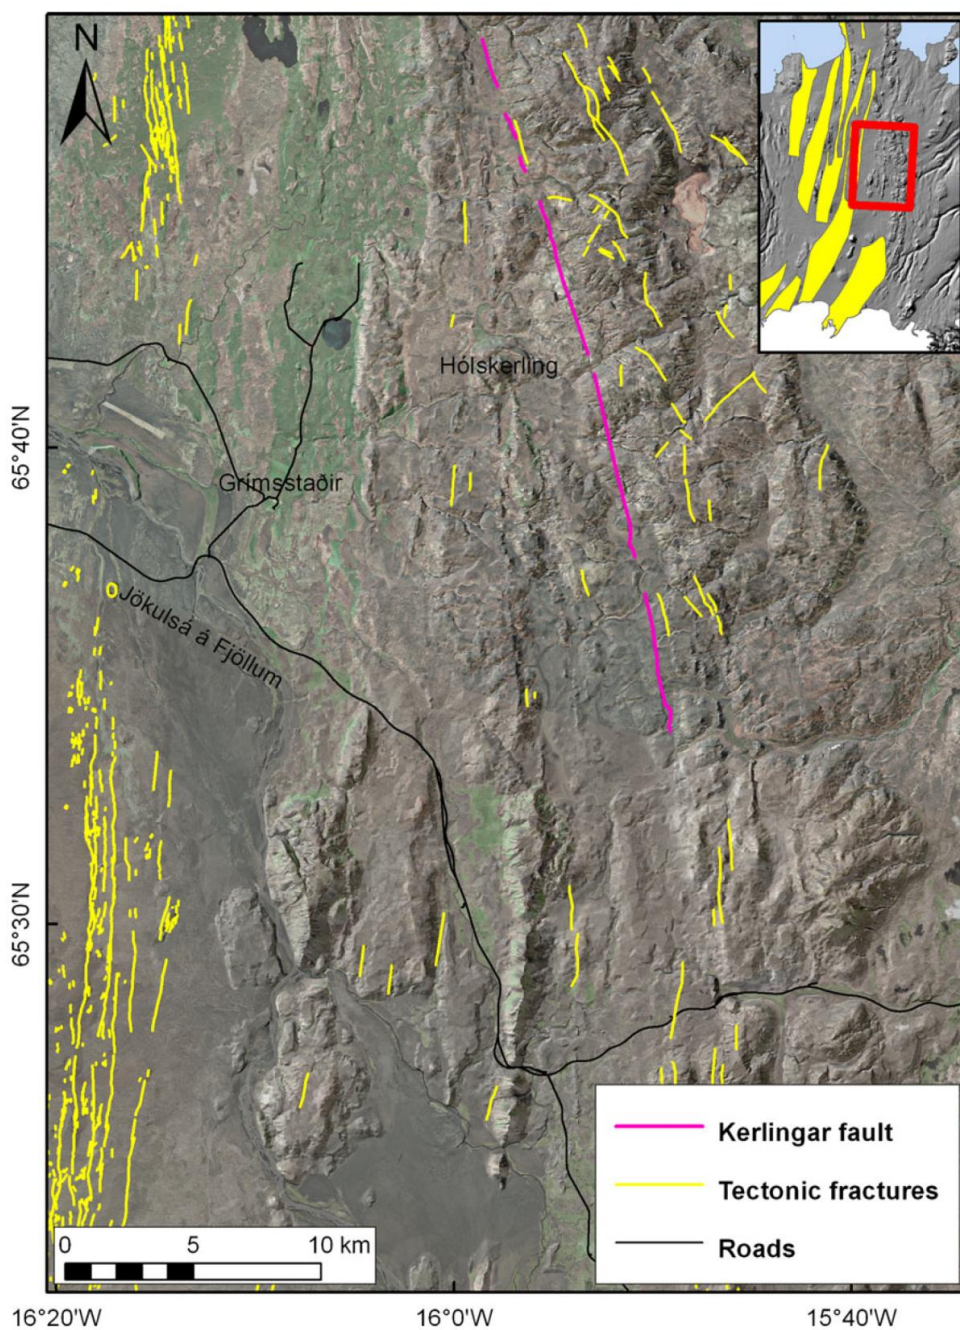 N
Hólskerling
65°40'N
Grímsstaðir
Jökulsá á Fjöllum
65°30'N
Kerlingar fault
Tectonic fractures
Roads
0 5 10 km
16°20'W 16°0'W 15°40'W